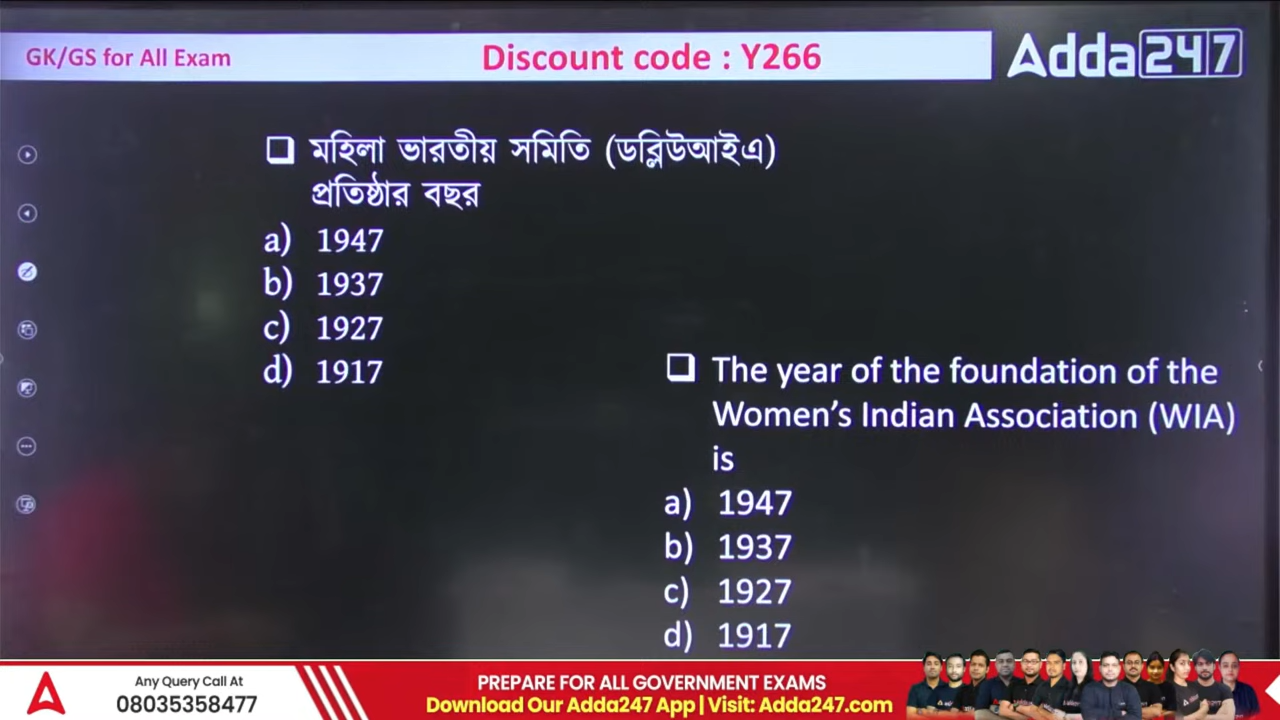 GK/GS for All Exam
Discount code : Y266
Adda247
❑ মহিলা ভারতীয় সমিতি (ডব্লিউআইএ)
প্রতিষ্ঠার বছর
a) 1947
b) 1937
c) 1927
d) 1917
❑ The year of the foundation of the
Women’s Indian Association (WIA)
is
a) 1947
b) 1937
c) 1927
d) 1917
Any Query Call At
08035358477
PREPARE FOR ALL GOVERNMENT EXAMS
Download Our Adda247 App | Visit: Adda247.com